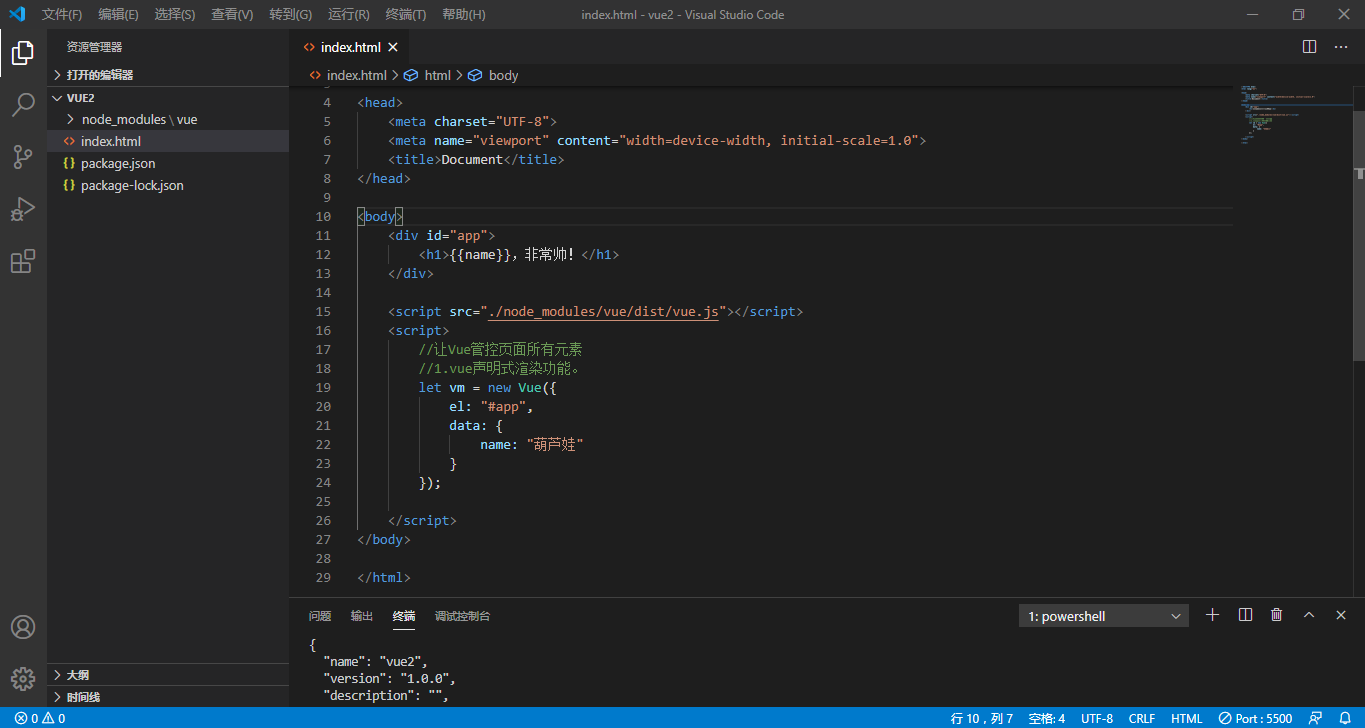 文件(F) 编辑(E) 选择(S) 查看(V) 转到(G) 运行(R) 终端(T) 帮助(H) index.html - vue2 - Visual Studio Code
资源管理器
打开的编辑器
VUE2
node_modules \ vue
index.html
package.json
package-lock.json
大纲
时间线
index.html
index.html > html > body
4 <head>
5 <meta charset="UTF-8">
6 <meta name="viewport" content="width=device-width, initial-scale=1.0">
7 <title>Document</title>
8 </head>
9
10 <body>
11 <div id="app">
12 <h1>{{name}}，非常帅！</h1>
13 </div>
14
15 <script src="./node_modules/vue/dist/vue.js"></script>
16 <script>
17 //让Vue管控页面所有元素
18 //1.vue声明式渲染功能。
19 let vm = new Vue({
20 el: "#app",
21 data: {
22 name: "葫芦娃"
23 }
24 });
25
26 </script>
27 </body>
28
29 </html>
问题 输出 终端 调试控制台 1: powershell
{
"name": "vue2",
"version": "1.0.0",
"description": "",
0 0 行 10，列 7 空格: 4 UTF-8 CRLF HTML Port : 5500